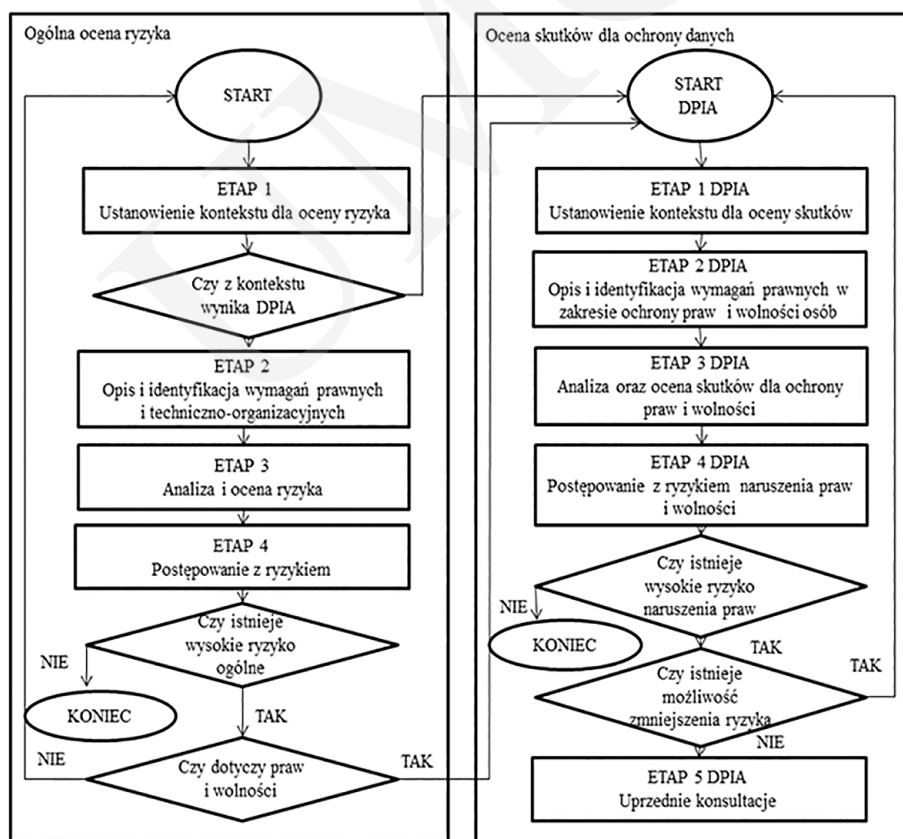 Ogólna ocena ryzyka
START
ETAP 1
Ustanowienie kontekstu dla oceny ryzyka
Czy z kontekstu
wynika DPIA
ETAP 2
Opis i identyfikacja wymagań prawnych
i techniczno-organizacyjnych
ETAP 3
Analiza i ocena ryzyka
ETAP 4
Postępowanie z ryzykiem
Czy istnieje
wysokie ryzyko
ogólne
NIE
KONIEC
TAK
NIE
Czy dotyczy praw
i wolności
TAK
Ocena skutków dla ochrony danych
START
DPIA
ETAP 1 DPIA
Ustanowienie kontekstu dla oceny skutków
ETAP 2 DPIA
Opis i identyfikacja wymagań prawnych w
zakresie ochrony praw i wolności osób
ETAP 3 DPIA
Analiza oraz ocena skutków dla ochrony
praw i wolności
ETAP 4 DPIA
Postępowanie z ryzykiem naruszenia praw
i wolności
Czy istnieje
wysokie ryzyko
naruszenia praw
NIE
KONIEC
TAK
Czy istnieje
możliwość
zmniejszenia ryzyka
TAK
NIE
ETAP 5 DPIA
Uprzednie konsultacje